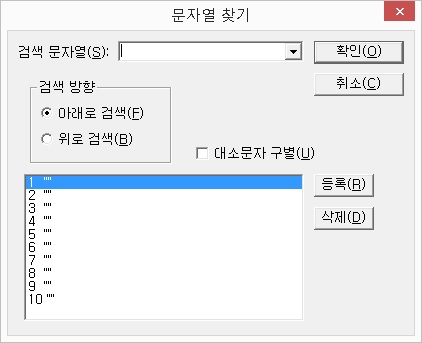 문자열 찾기
검색 문자열(S):
확인(O)
취소(C)
검색 방향
아래로 검색(F)
위로 검색(B)
대소문자 구별(U)
등록(R)
삭제(D)
1 ""
2 ""
3 ""
4 ""
5 ""
6 ""
7 ""
8 ""
9 ""
10 ""